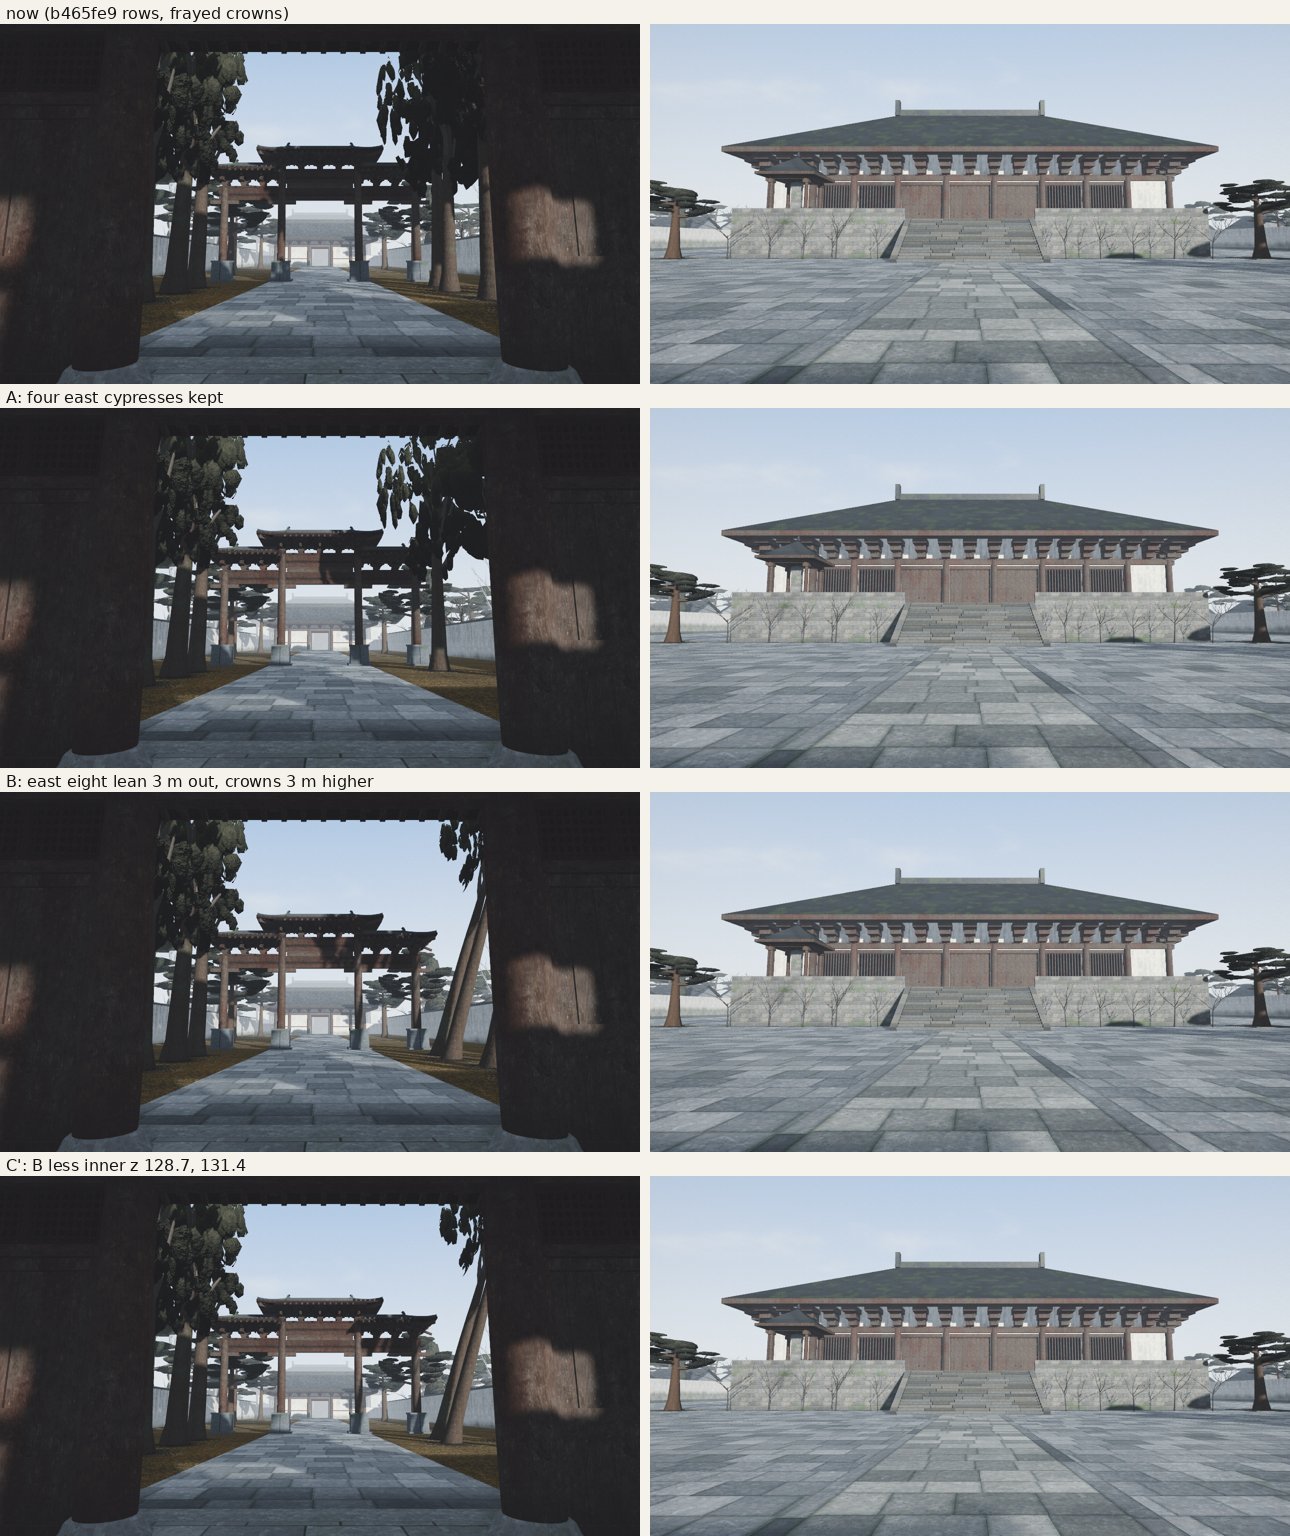 now (b465fe9 rows, frayed crowns)
A: four east cypresses kept
B: east eight lean 3 m out, crowns 3 m higher
C': B less inner z 128.7, 131.4